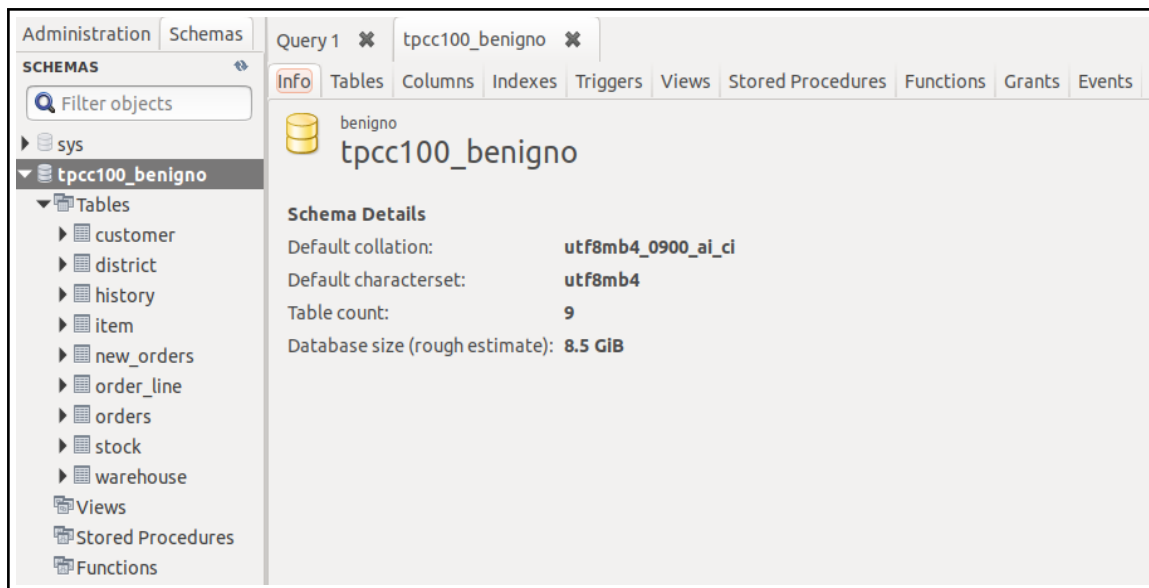 Administration Schemas
SCHEMAS
Filter objects
sys
tpcc100_benigno
Tables
customer
district
history
item
new_orders
order_line
orders
stock
warehouse
Views
Stored Procedures
Functions
Query 1 tpcc100_benigno
Info Tables Columns Indexes Triggers Views Stored Procedures Functions Grants Events
benigno
tpcc100_benigno
Schema Details
Default collation: utf8mb4_0900_ai_ci
Default characterset: utf8mb4
Table count: 9
Database size (rough estimate): 8.5 GiB